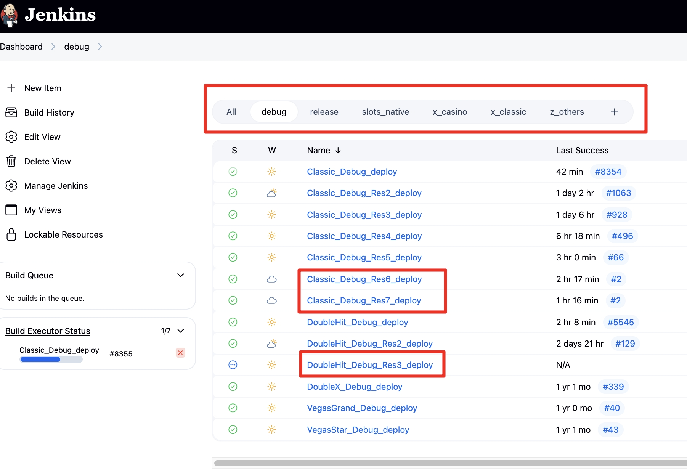 Jenkins
Dashboard > debug >
New Item
Build History
Edit View
Delete View
Manage Jenkins
My Views
Lockable Resources
Build Queue
No builds in the queue.
Build Executor Status 1/7
Classic_Debug_deploy #8355
All debug release slots_native x_casino x_classic z_others +
S W Name ↓ Last Success
Classic_Debug_deploy 42 min #8354
Classic_Debug_Res2_deploy 1 day 2 hr #1063
Classic_Debug_Res3_deploy 1 day 6 hr #928
Classic_Debug_Res4_deploy 6 hr 18 min #496
Classic_Debug_Res5_deploy 3 hr 0 min #66
Classic_Debug_Res6_deploy 2 hr 17 min #2
Classic_Debug_Res7_deploy 1 hr 16 min #2
DoubleHit_Debug_deploy 2 hr 8 min #5545
DoubleHit_Debug_Res2_deploy 2 days 21 hr #129
DoubleHit_Debug_Res3_deploy N/A
DoubleX_Debug_deploy 1 yr 1 mo #339
VegasGrand_Debug_deploy 1 yr 0 mo #40
VegasStar_Debug_deploy 1 yr 1 mo #43